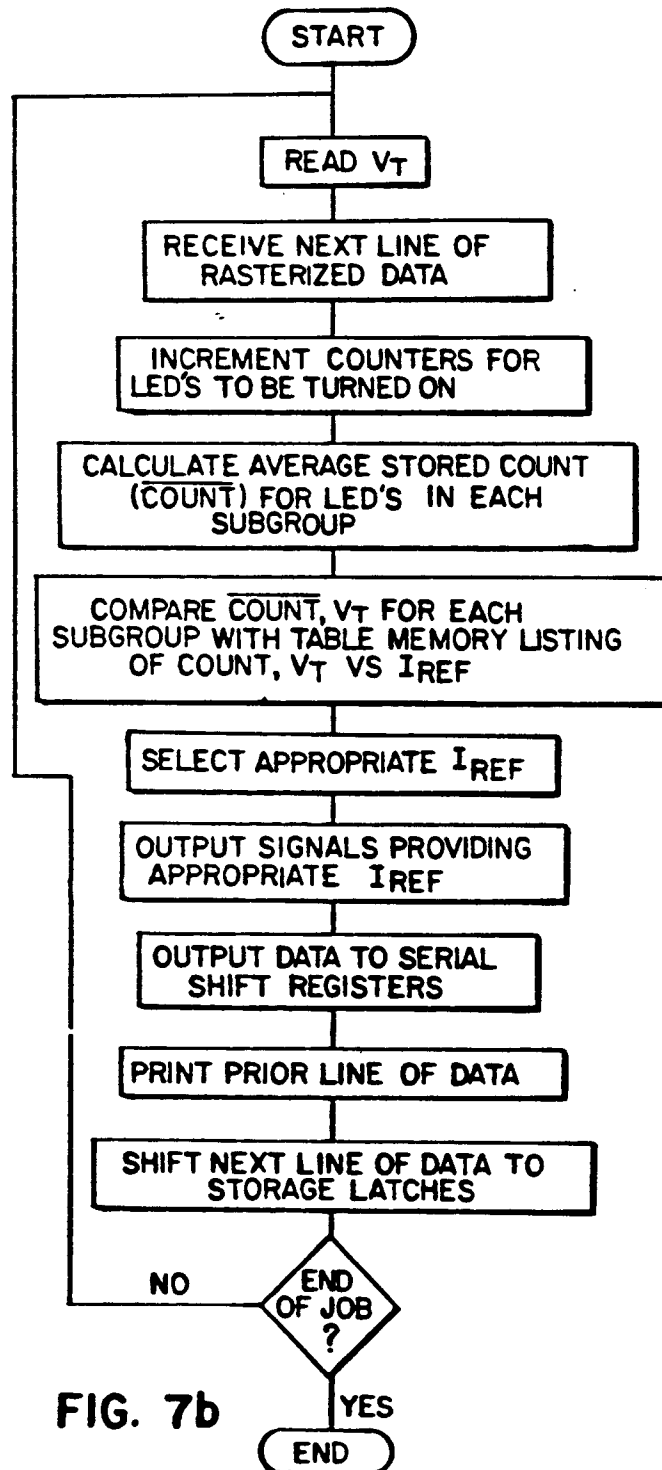 START
READ VT
RECEIVE NEXT LINE OF
RASTERIZED DATA
INCREMENT COUNTERS FOR
LED'S TO BE TURNED ON
CALCULATE AVERAGE STORED COUNT
(COUNT) FOR LED'S IN EACH
SUBGROUP
COMPARE COUNT, VT FOR EACH
SUBGROUP WITH TABLE MEMORY LISTING
OF COUNT, VT VS IREF
SELECT APPROPRIATE IREF
OUTPUT SIGNALS PROVIDING
APPROPRIATE IREF
OUTPUT DATA TO SERIAL
SHIFT REGISTERS
PRINT PRIOR LINE OF DATA
SHIFT NEXT LINE OF DATA TO
STORAGE LATCHES
NO
END
OF JOB
?
YES
FIG. 7b
END